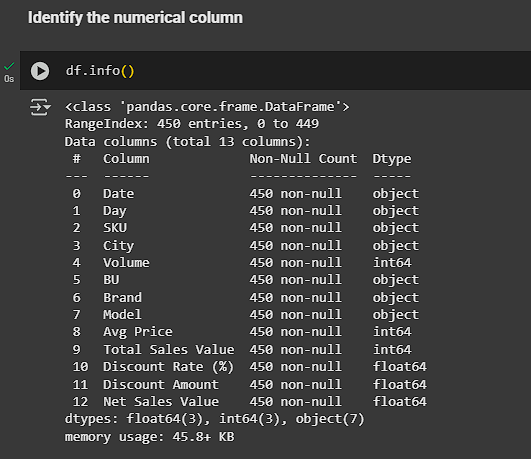 Identify the numerical column
0s
df.info()
<class 'pandas.core.frame.DataFrame'>
RangeIndex: 450 entries, 0 to 449
Data columns (total 13 columns):
 #   Column             Non-Null Count  Dtype
---  ------             --------------  -----
 0   Date               450 non-null    object
 1   Day                450 non-null    object
 2   SKU                450 non-null    object
 3   City               450 non-null    object
 4   Volume             450 non-null    int64
 5   BU                 450 non-null    object
 6   Brand              450 non-null    object
 7   Model              450 non-null    object
 8   Avg Price          450 non-null    int64
 9   Total Sales Value  450 non-null    int64
 10  Discount Rate (%)  450 non-null    float64
 11  Discount Amount    450 non-null    float64
 12  Net Sales Value    450 non-null    float64
dtypes: float64(3), int64(3), object(7)
memory usage: 45.8+ KB